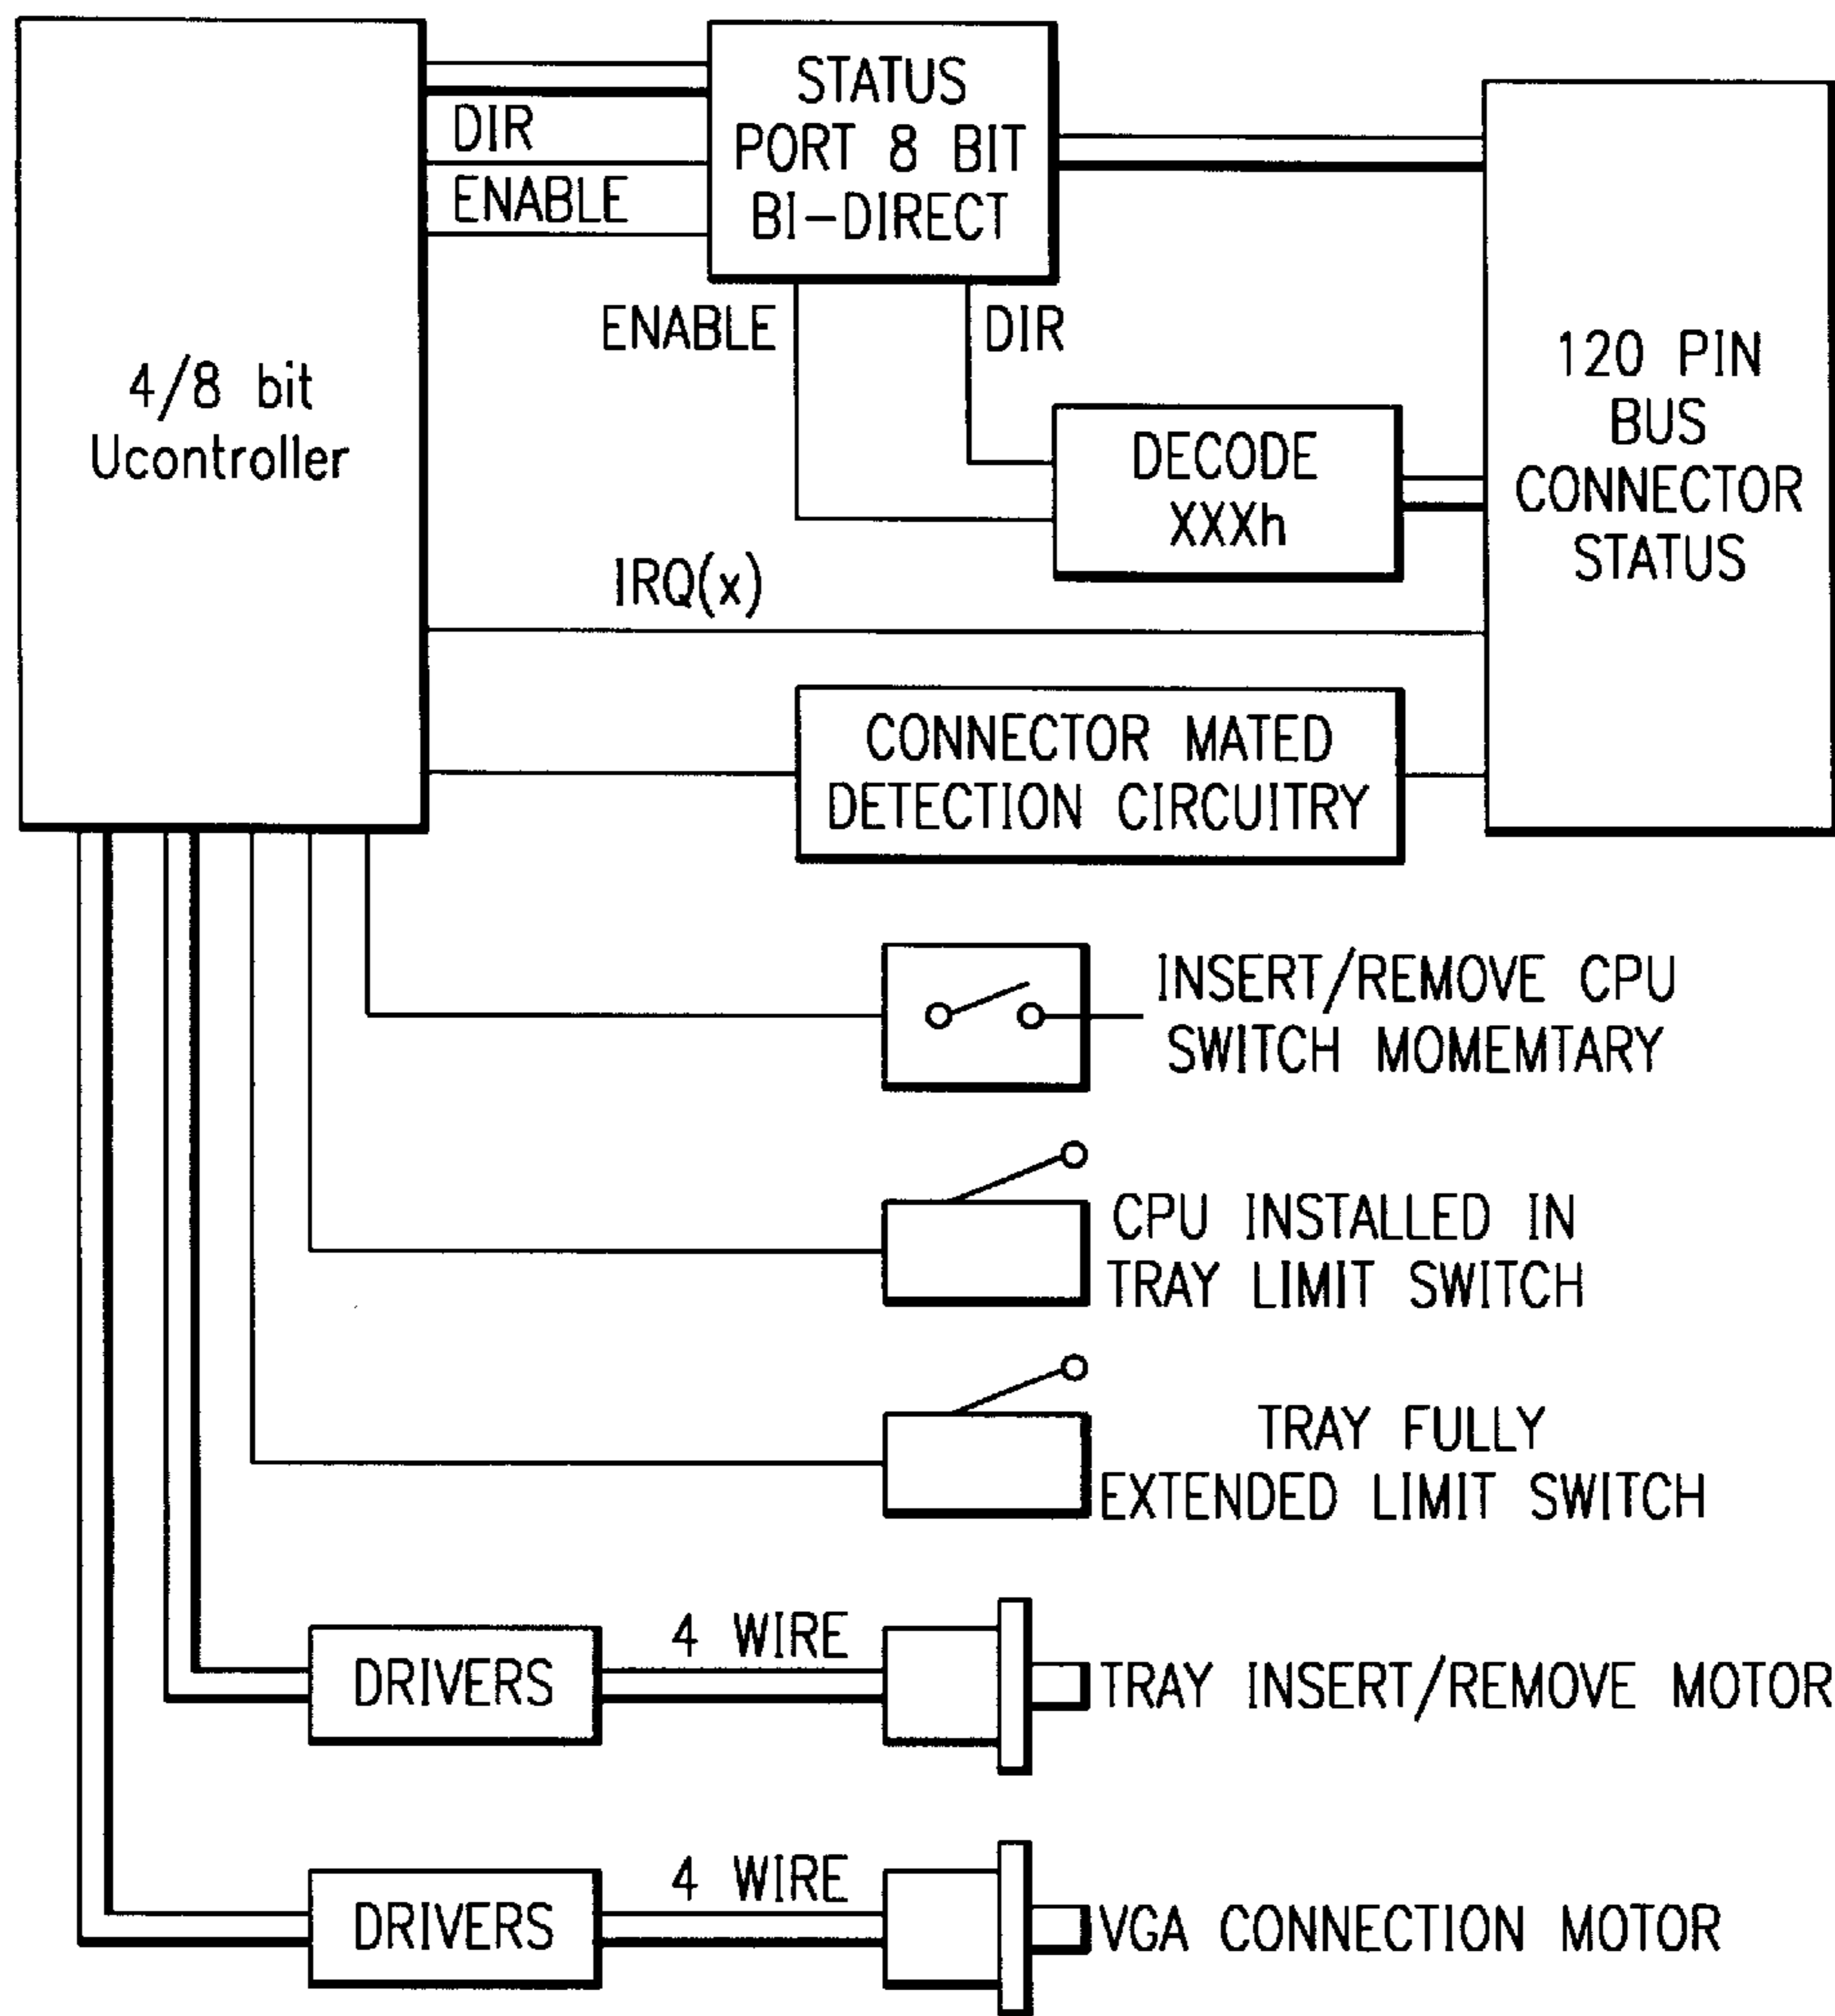 4/8 bit
Ucontroller
DIR
ENABLE
STATUS
PORT 8 BIT
BI-DIRECT
ENABLE
DIR
DECODE
XXXh
120 PIN
BUS
CONNECTOR
STATUS
IRQ(x)
CONNECTOR MATED
DETECTION CIRCUITRY
INSERT/REMOVE CPU
SWITCH MOMEMTARY
CPU INSTALLED IN
TRAY LIMIT SWITCH
TRAY FULLY
EXTENDED LIMIT SWITCH
DRIVERS
4 WIRE
TRAY INSERT/REMOVE MOTOR
DRIVERS
4 WIRE
VGA CONNECTION MOTOR